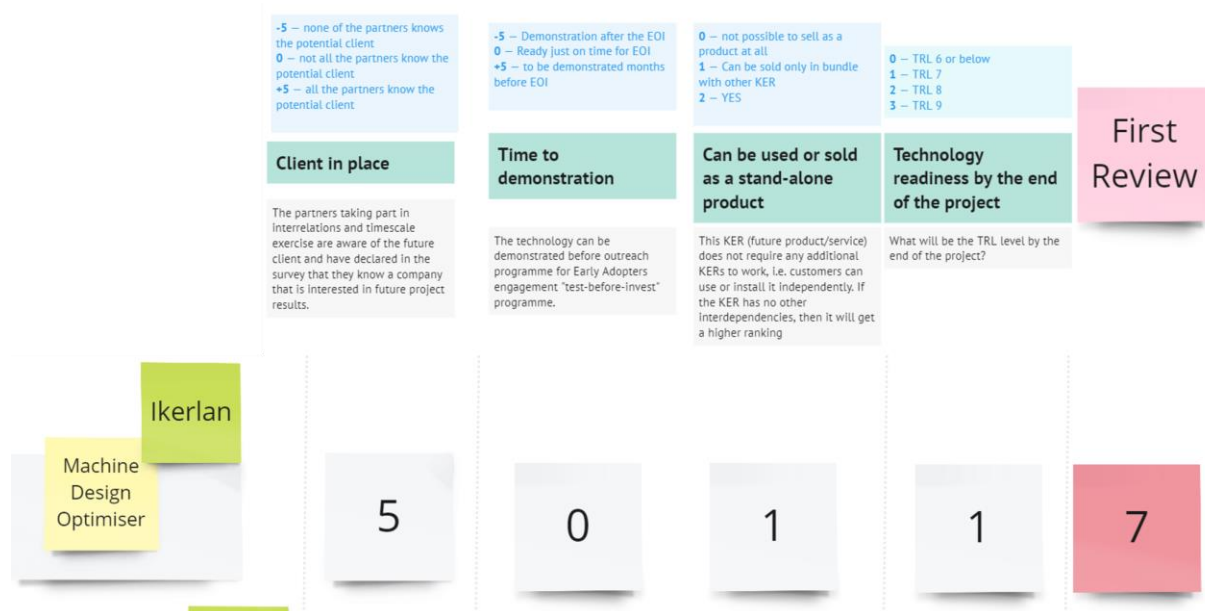 -5 — none of the partners knows
the potential client
0 — not all the partners know the
potential client
+5 — all the partners know the
potential client
-5 — Demonstration after the EOI
0 — Ready just on time for EOI
+5 — to be demonstrated months
before EOI
0 — not possible to sell as a
product at all
1 — Can be sold only in bundle
with other KER
2 — YES
0 — TRL 6 or below
1 — TRL 7
2 — TRL 8
3 — TRL 9
First
Review
Client in place
Time to
demonstration
Can be used or sold
as a stand-alone
product
Technology
readiness by the end
of the project
The partners taking part in
interrelations and timescale
exercise are aware of the future
client and have declared in the
survey that they know a company
that is interested in future project
results.
The technology can be
demonstrated before outreach
programme for Early Adopters
engagement "test-before-invest"
programme.
This KER (future product/service)
does not require any additional
KERs to work, i.e. customers can
use or install it independently. If
the KER has no other
interdependencies, then it will get
a higher ranking
What will be the TRL level by the
end of the project?
Ikerlan
Machine
Design
Optimiser
5
0
1
1
7